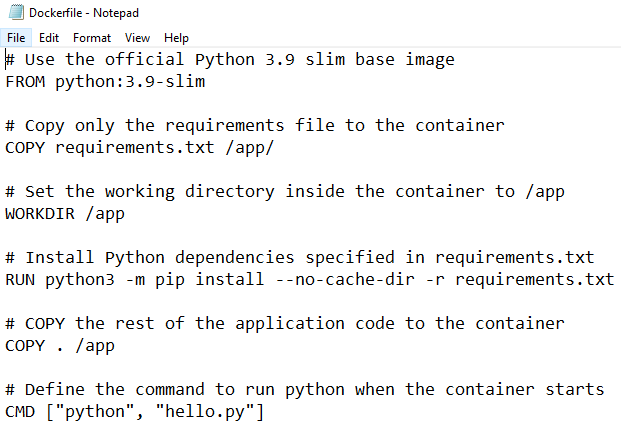 Dockerfile - Notepad
File Edit Format View Help
# Use the official Python 3.9 slim base image
FROM python:3.9-slim
# Copy only the requirements file to the container
COPY requirements.txt /app/
# Set the working directory inside the container to /app
WORKDIR /app
# Install Python dependencies specified in requirements.txt
RUN python3 -m pip install --no-cache-dir -r requirements.txt
# COPY the rest of the application code to the container
COPY . /app
# Define the command to run python when the container starts
CMD ["python", "hello.py"]